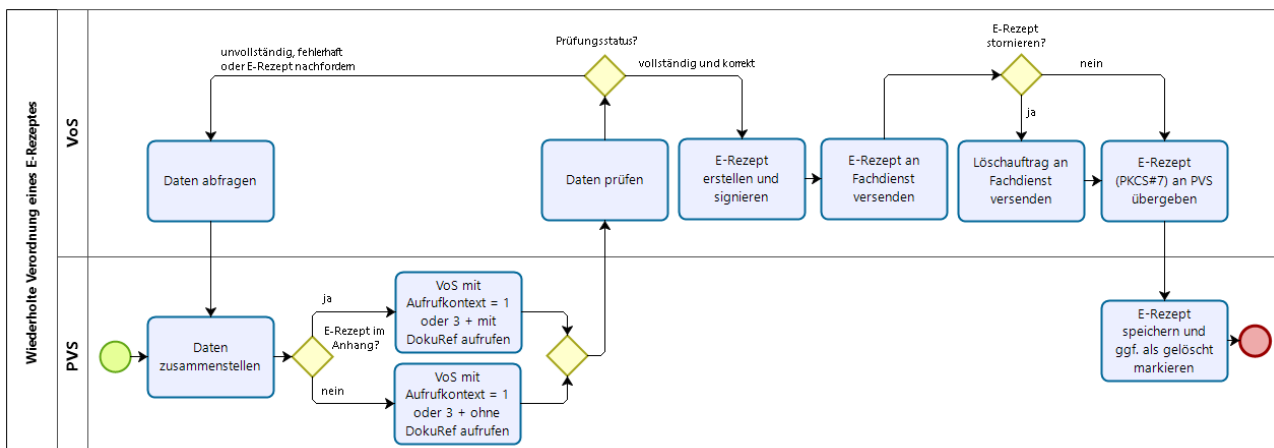 Wiederholte Verordnung eines E-Rezeptes
VoS
Prüfungsstatus?
unvollständig, fehlerhaft
oder E-Rezept nachfordern
vollständig und korrekt
E-Rezept
stornieren?
nein
ja
Daten abfragen
Daten prüfen
E-Rezept
erstellen und
signieren
E-Rezept an
Fachdienst
versenden
Löschauftrag an
Fachdienst
versenden
E-Rezept
(PKCS#7) an PVS
übergeben
PVS
Daten
zusammenstellen
E-Rezept im
Anhang?
ja
nein
VoS mit
Aufrufkontext = 1
oder 3 + mit
DokuRef aufrufen
VoS mit
Aufrufkontext = 1
oder 3 + ohne
DokuRef aufrufen
E-Rezept
speichern und
ggf. als gelöscht
markieren